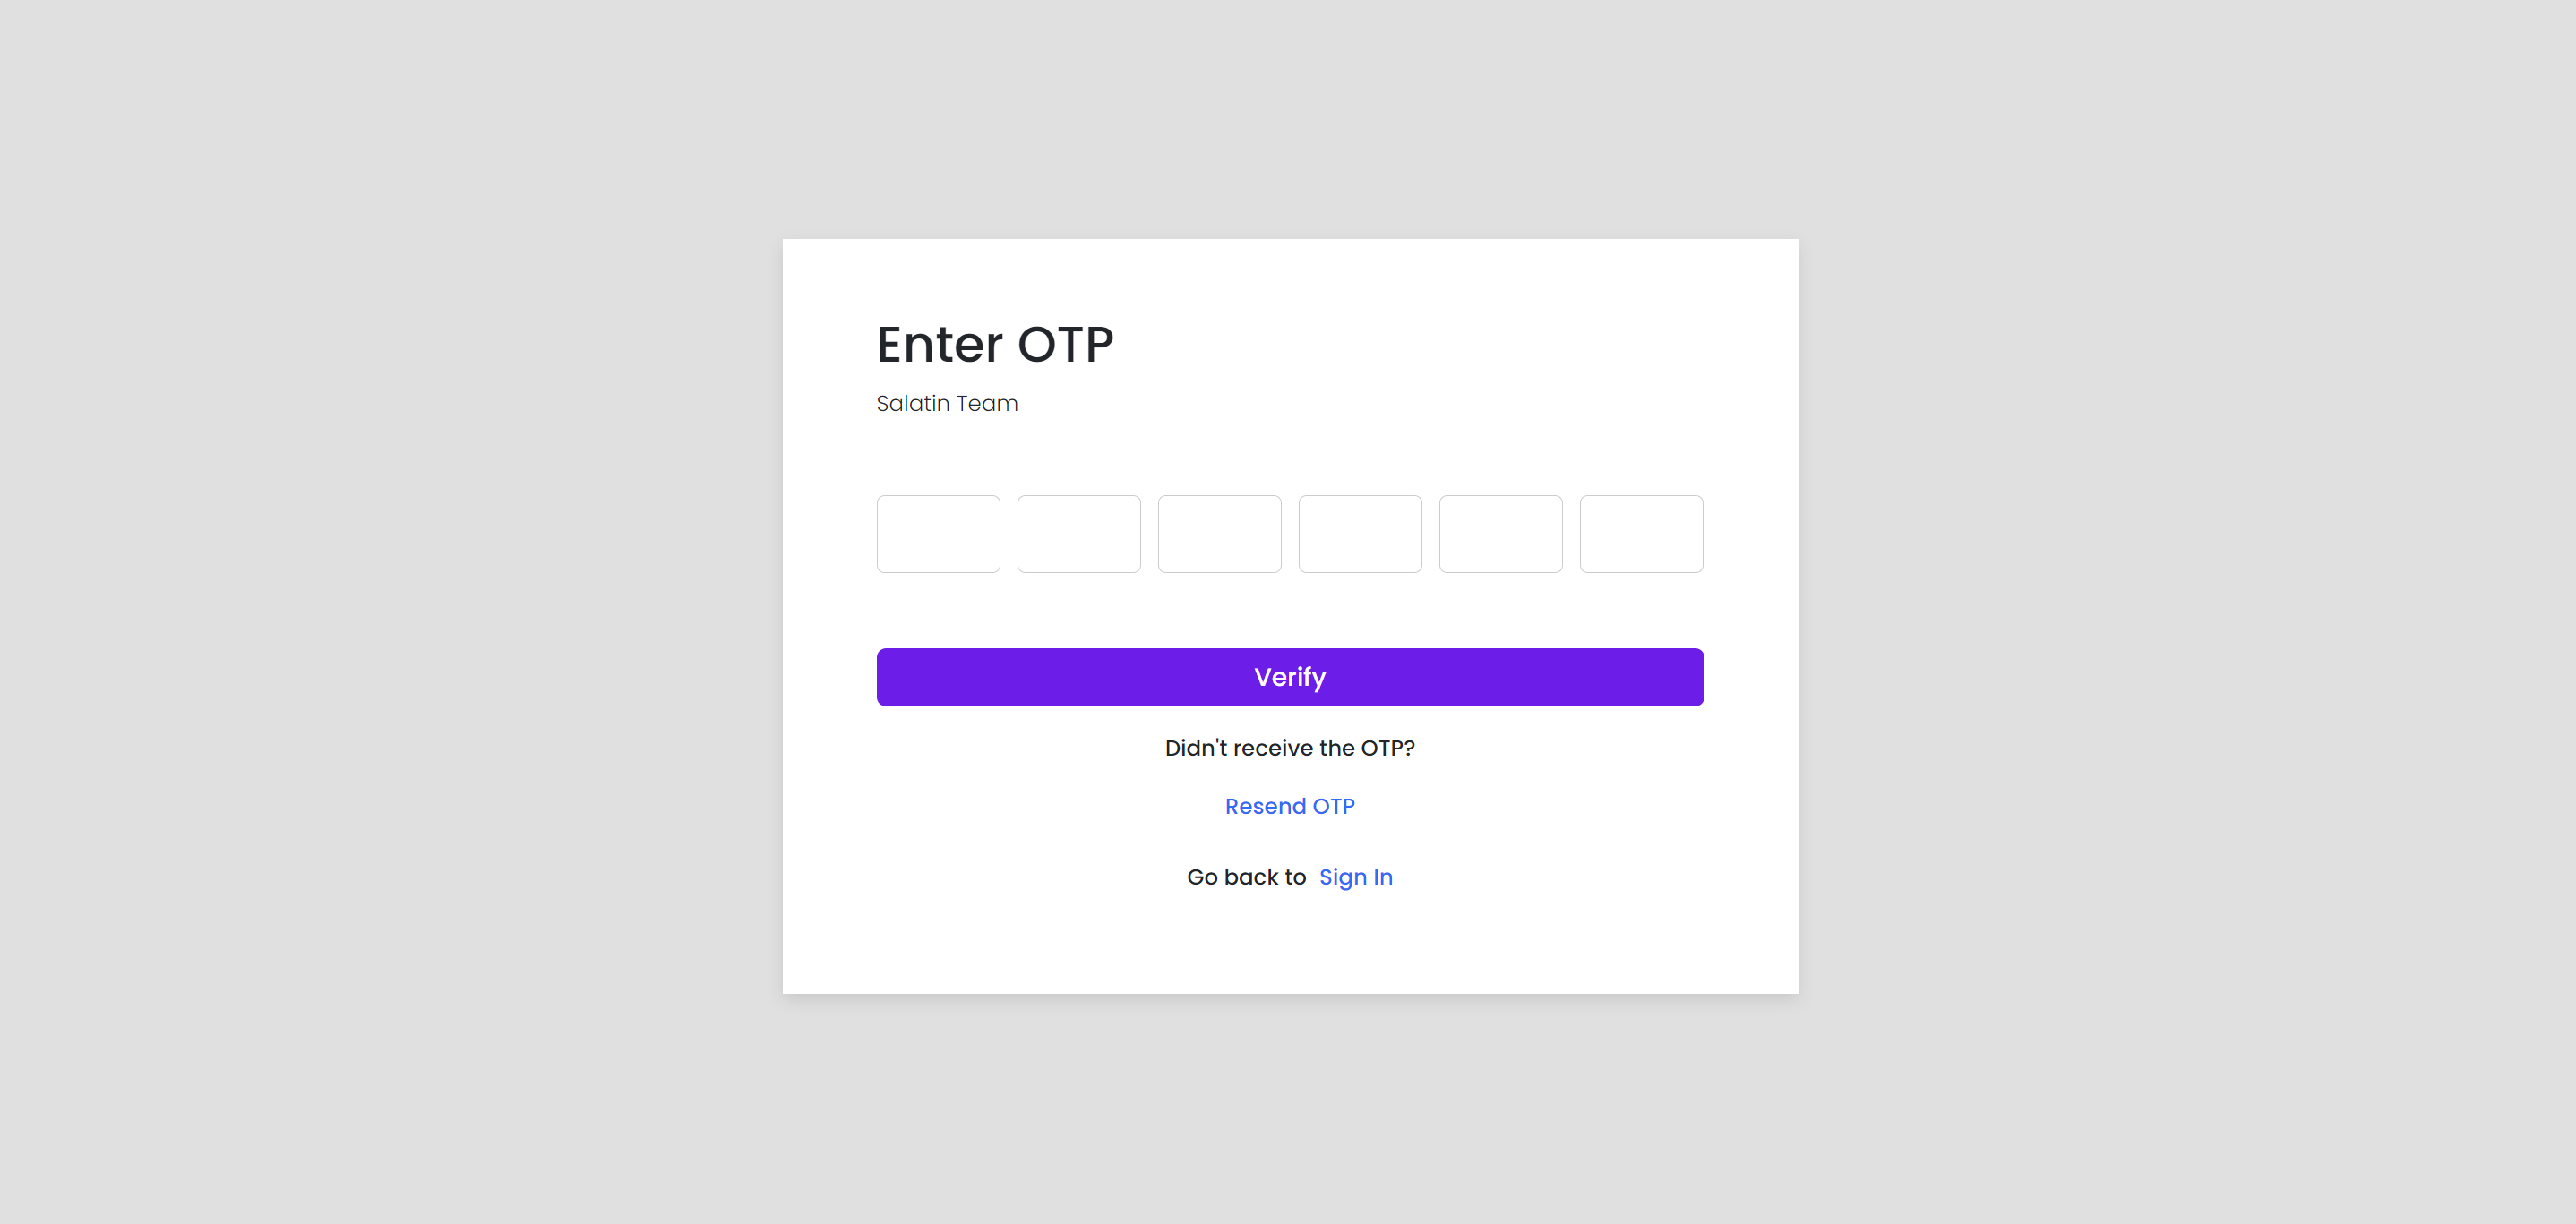 Enter OTP
Salatin Team
Verify
Didn't receive the OTP?
Resend OTP
Go back to Sign In